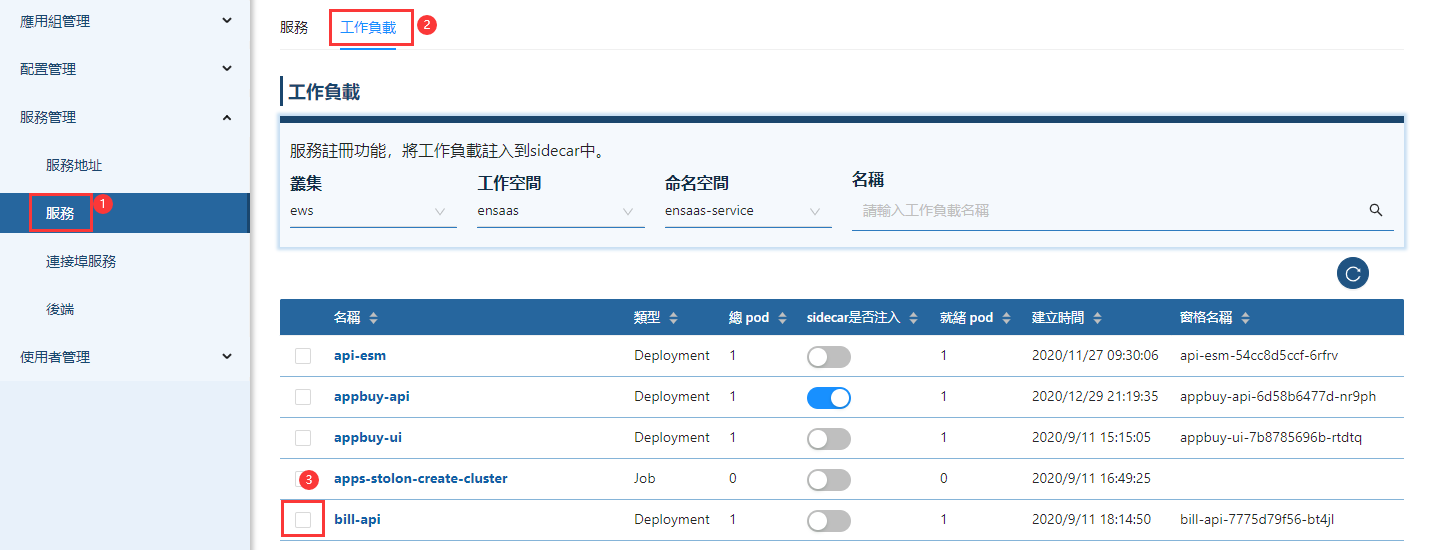 應用組管理
配置管理
服務管理
服務地址
服務 1
連接埠服務
後端
使用者管理
服務 工作負載 2
工作負載
服務註冊功能，將工作負載註入到sidecar中。
叢集 工作空間 命名空間 名稱
ews ensaas ensaas-service 請輸入工作負載名稱
名稱 類型 總 pod sidecar是否注入 就緒 pod 建立時間 窗格名稱
api-esm Deployment 1 1 2020/11/27 09:30:06 api-esm-54cc8d5ccf-6rfrv
appbuy-api Deployment 1 1 2020/12/29 21:19:35 appbuy-api-6d58b6477d-nr9ph
appbuy-ui Deployment 1 1 2020/9/11 15:15:05 appbuy-ui-7b8785696b-rtdtq
3 apps-stolon-create-cluster Job 0 0 2020/9/11 16:49:25
bill-api Deployment 1 1 2020/9/11 18:14:50 bill-api-7775d79f56-bt4jl